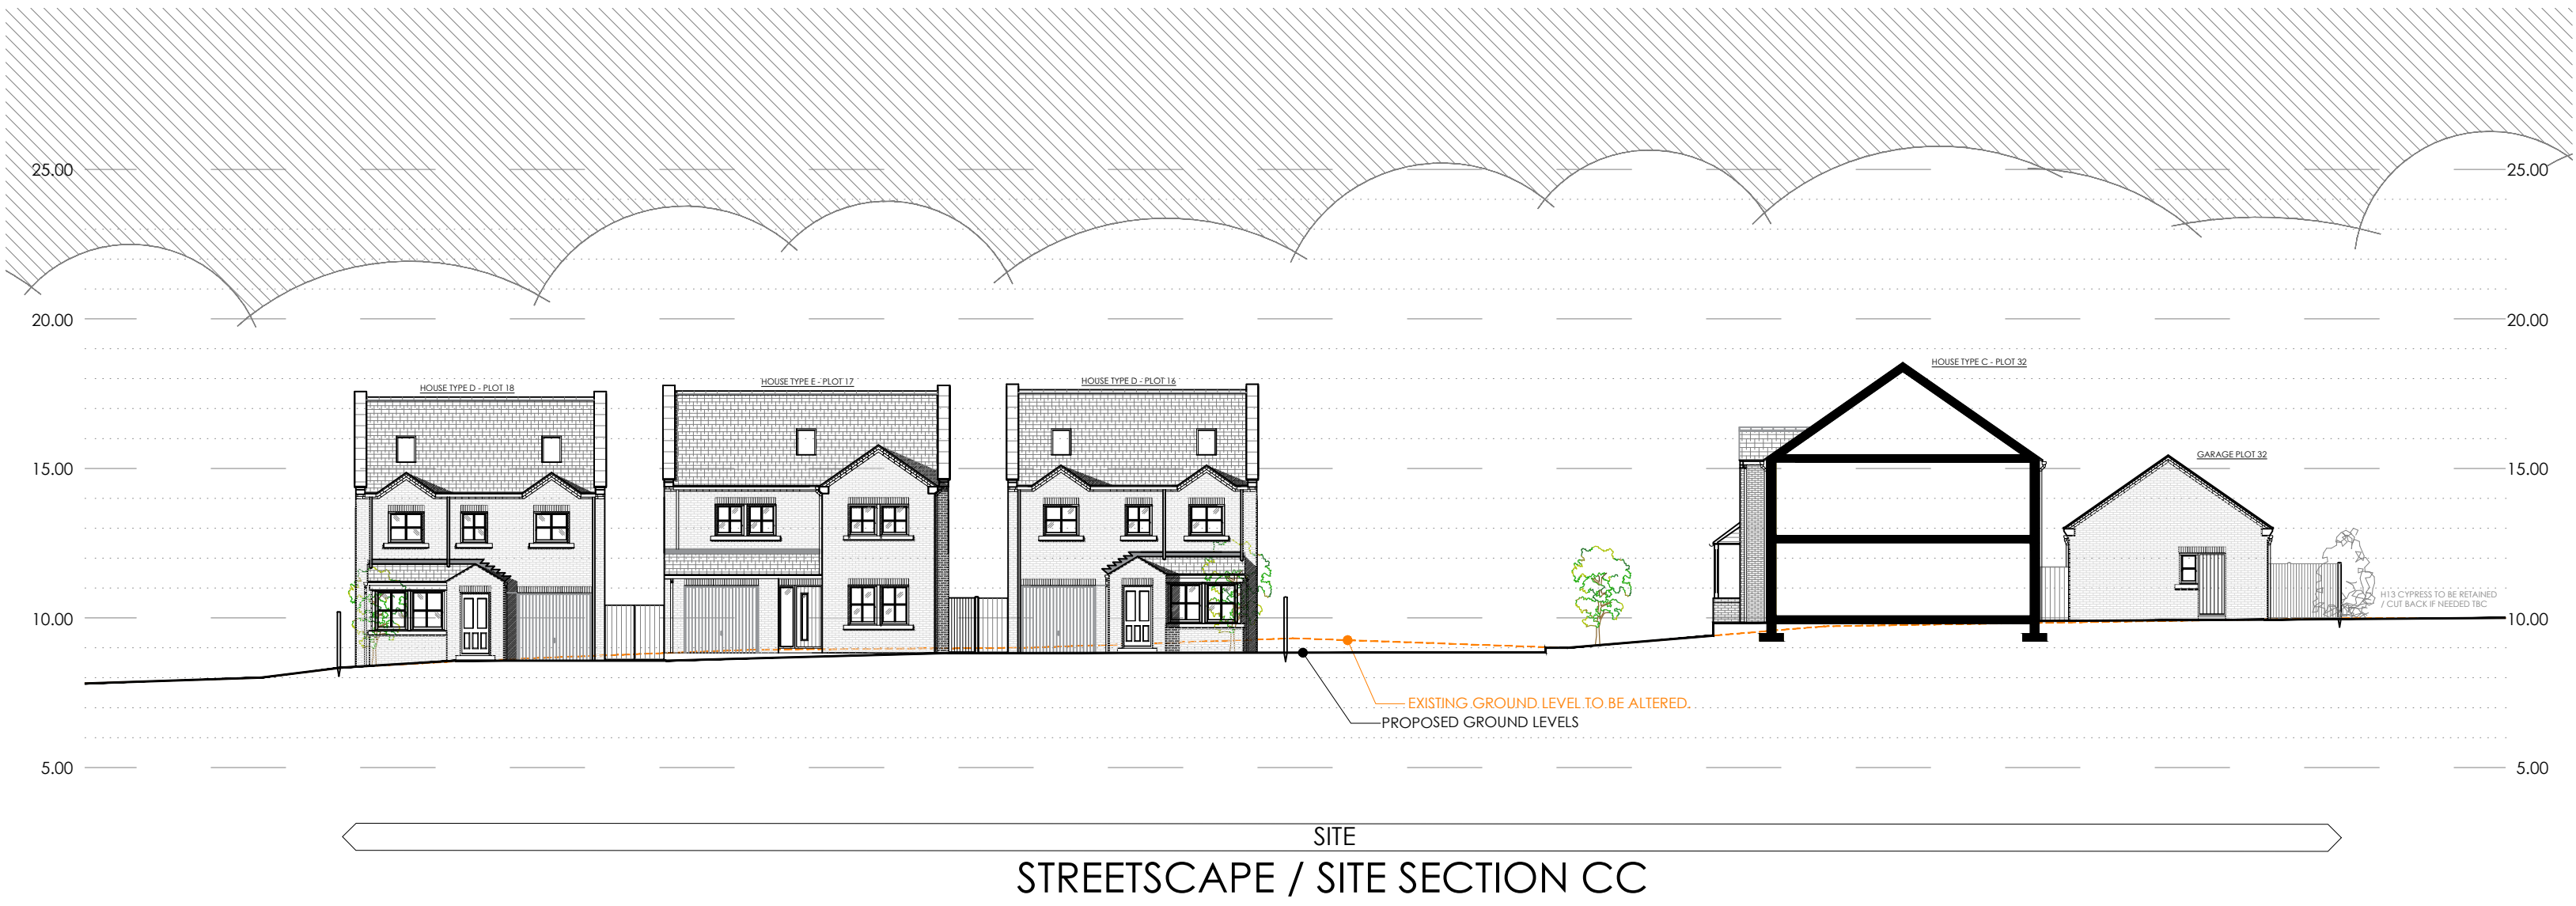 25.00
25.00
20.00
20.00
HOUSE TYPE D - PLOT 18
HOUSE TYPE E - PLOT 17
HOUSE TYPE D - PLOT 16
HOUSE TYPE C - PLOT 32
15.00
GARAGE PLOT 32
15.00
10.00
H13 CYPRESS TO BE RETAINED
/ CUT BACK IF NEEDED TBC
10.00
EXISTING GROUND LEVEL TO BE ALTERED.
PROPOSED GROUND LEVELS
5.00
5.00
SITE
STREETSCAPE / SITE SECTION CC